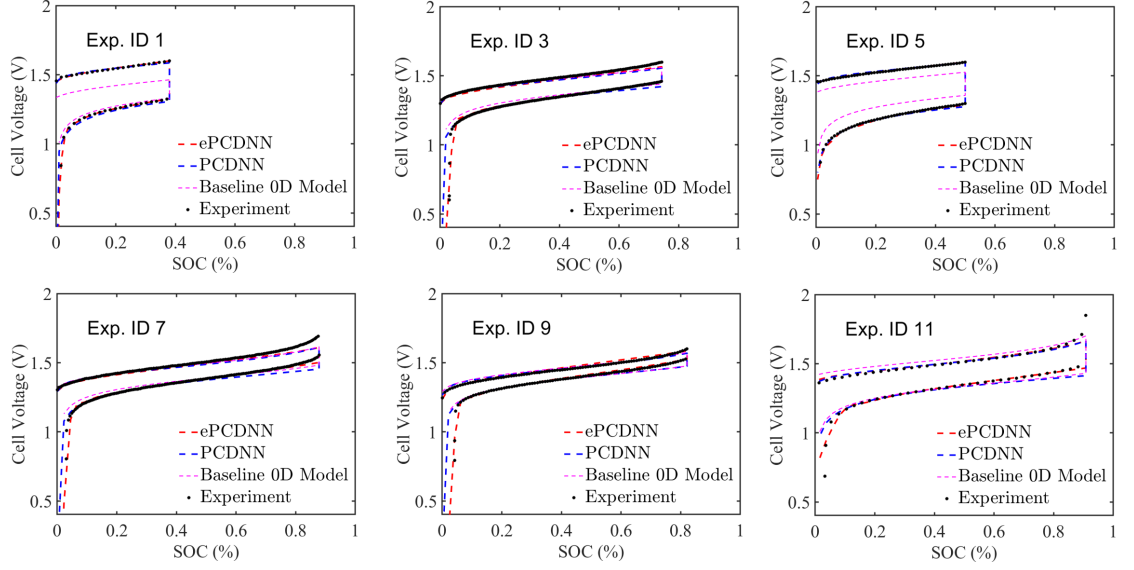 Exp. ID 1
2
1.5
1
0.5
Cell Voltage (V)
ePCDNN
PCDNN
Baseline 0D Model
Experiment
0 0.2 0.4 0.6 0.8 1
SOC (%)
Exp. ID 3
2
1.5
1
0.5
Cell Voltage (V)
ePCDNN
PCDNN
Baseline 0D Model
Experiment
0 0.2 0.4 0.6 0.8 1
SOC (%)
Exp. ID 5
2
1.5
1
0.5
Cell Voltage (V)
ePCDNN
PCDNN
Baseline 0D Model
Experiment
0 0.2 0.4 0.6 0.8 1
SOC (%)
Exp. ID 7
2
1.5
1
0.5
Cell Voltage (V)
ePCDNN
PCDNN
Baseline 0D Model
Experiment
0 0.2 0.4 0.6 0.8 1
SOC (%)
Exp. ID 9
2
1.5
1
0.5
Cell Voltage (V)
ePCDNN
PCDNN
Baseline 0D Model
Experiment
0 0.2 0.4 0.6 0.8 1
SOC (%)
Exp. ID 11
2
1.5
1
0.5
Cell Voltage (V)
ePCDNN
PCDNN
Baseline 0D Model
Experiment
0 0.2 0.4 0.6 0.8 1
SOC (%)